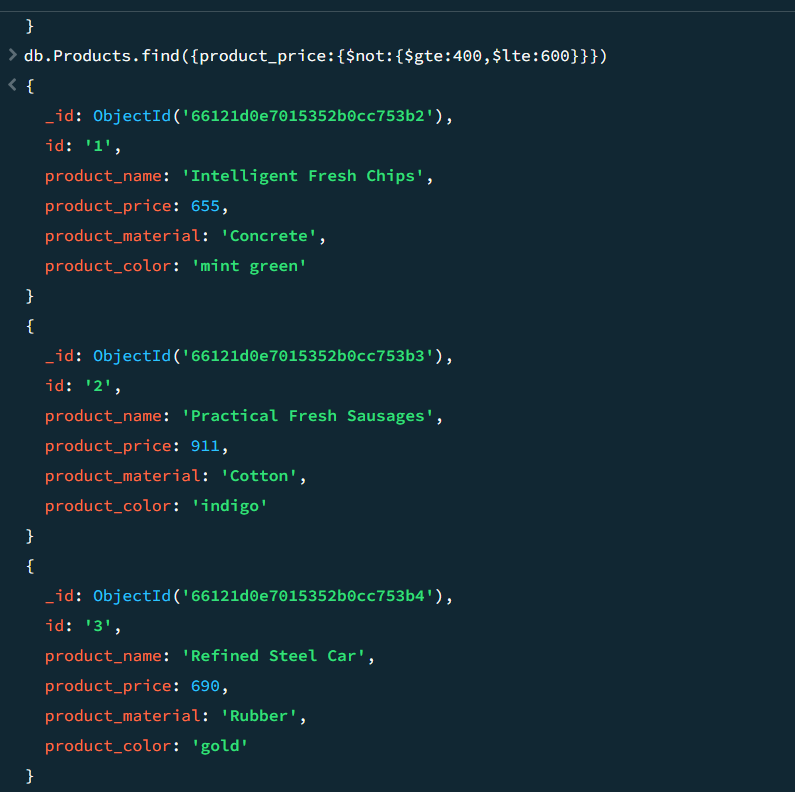 }
> db.Products.find({product_price:{$not:{$gte:400,$lte:600}}})
< {
_id: ObjectId('66121d0e7015352b0cc753b2'),
id: '1',
product_name: 'Intelligent Fresh Chips',
product_price: 655,
product_material: 'Concrete',
product_color: 'mint green'
}
{
_id: ObjectId('66121d0e7015352b0cc753b3'),
id: '2',
product_name: 'Practical Fresh Sausages',
product_price: 911,
product_material: 'Cotton',
product_color: 'indigo'
}
{
_id: ObjectId('66121d0e7015352b0cc753b4'),
id: '3',
product_name: 'Refined Steel Car',
product_price: 690,
product_material: 'Rubber',
product_color: 'gold'
}